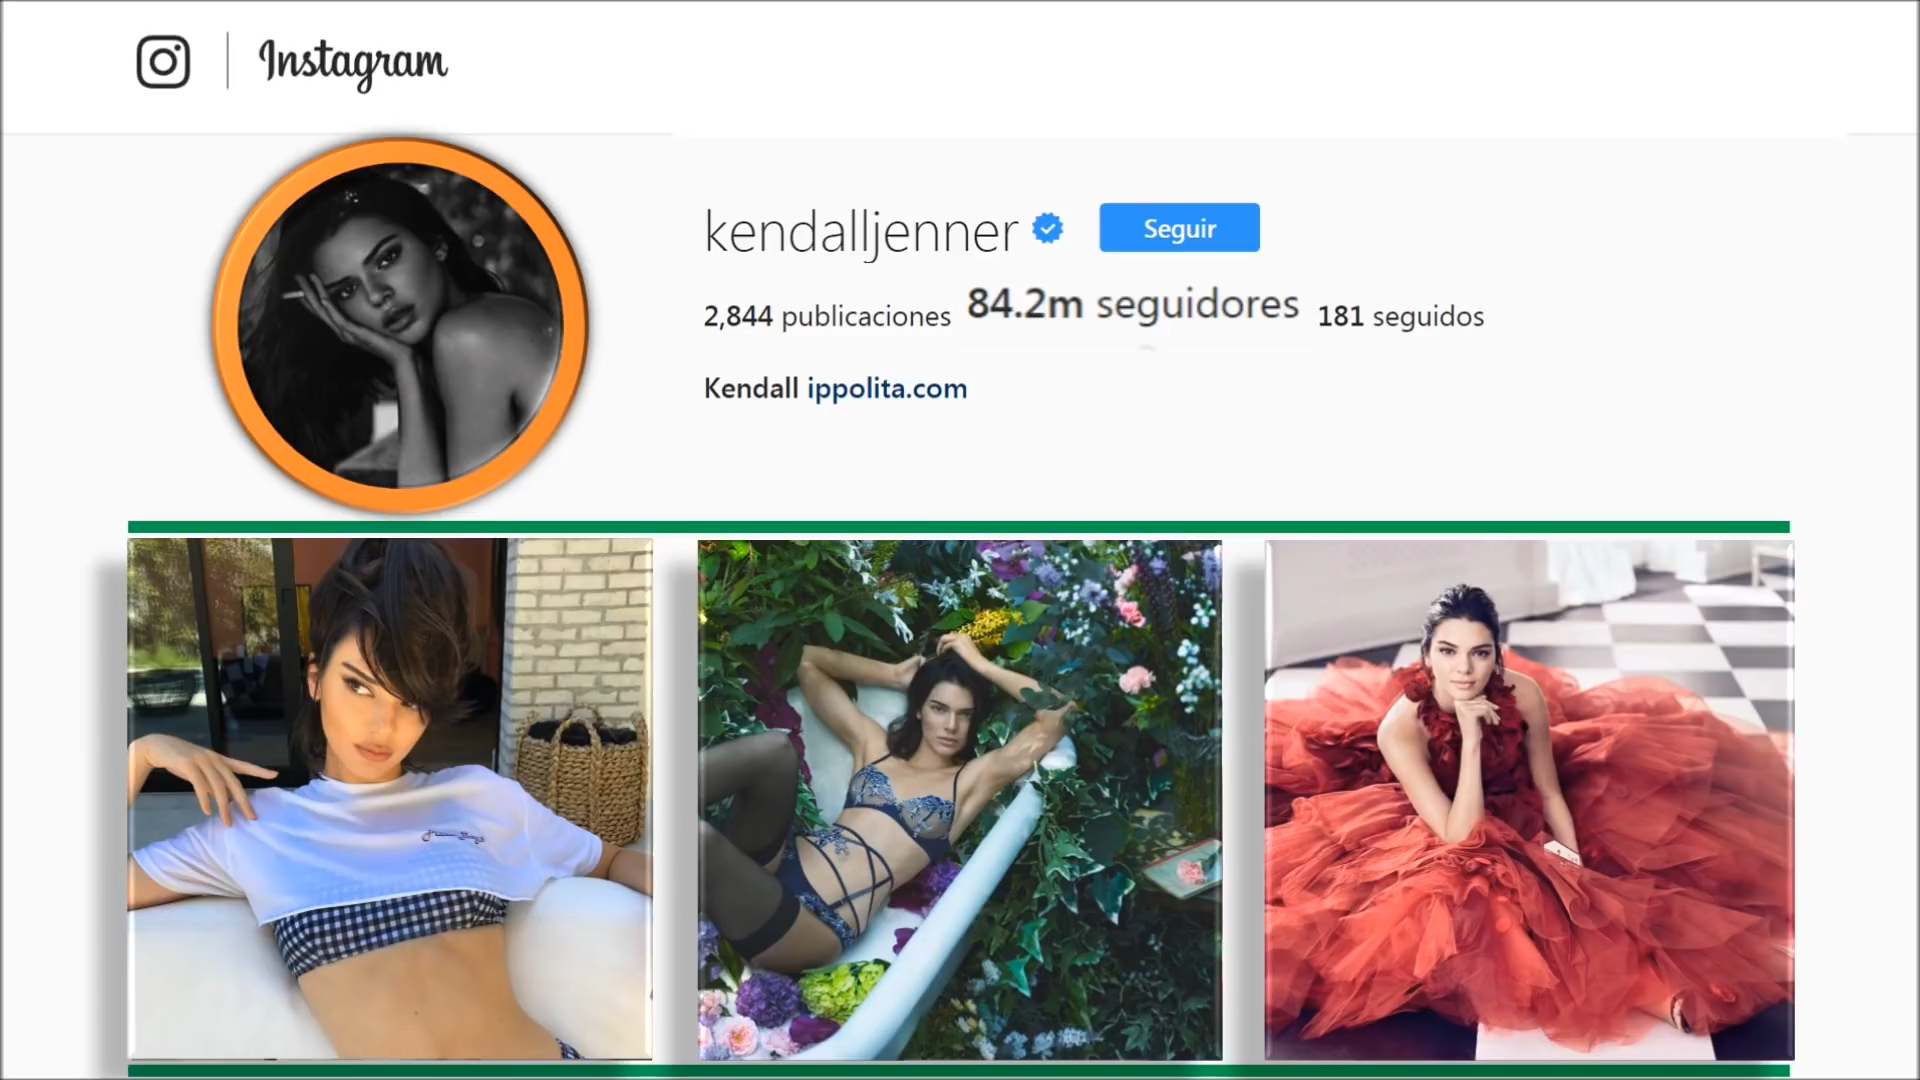 Instagram
kendalljenner Seguir
2,844 publicaciones 84.2m seguidores 181 seguidos
Kendall ippolita.com